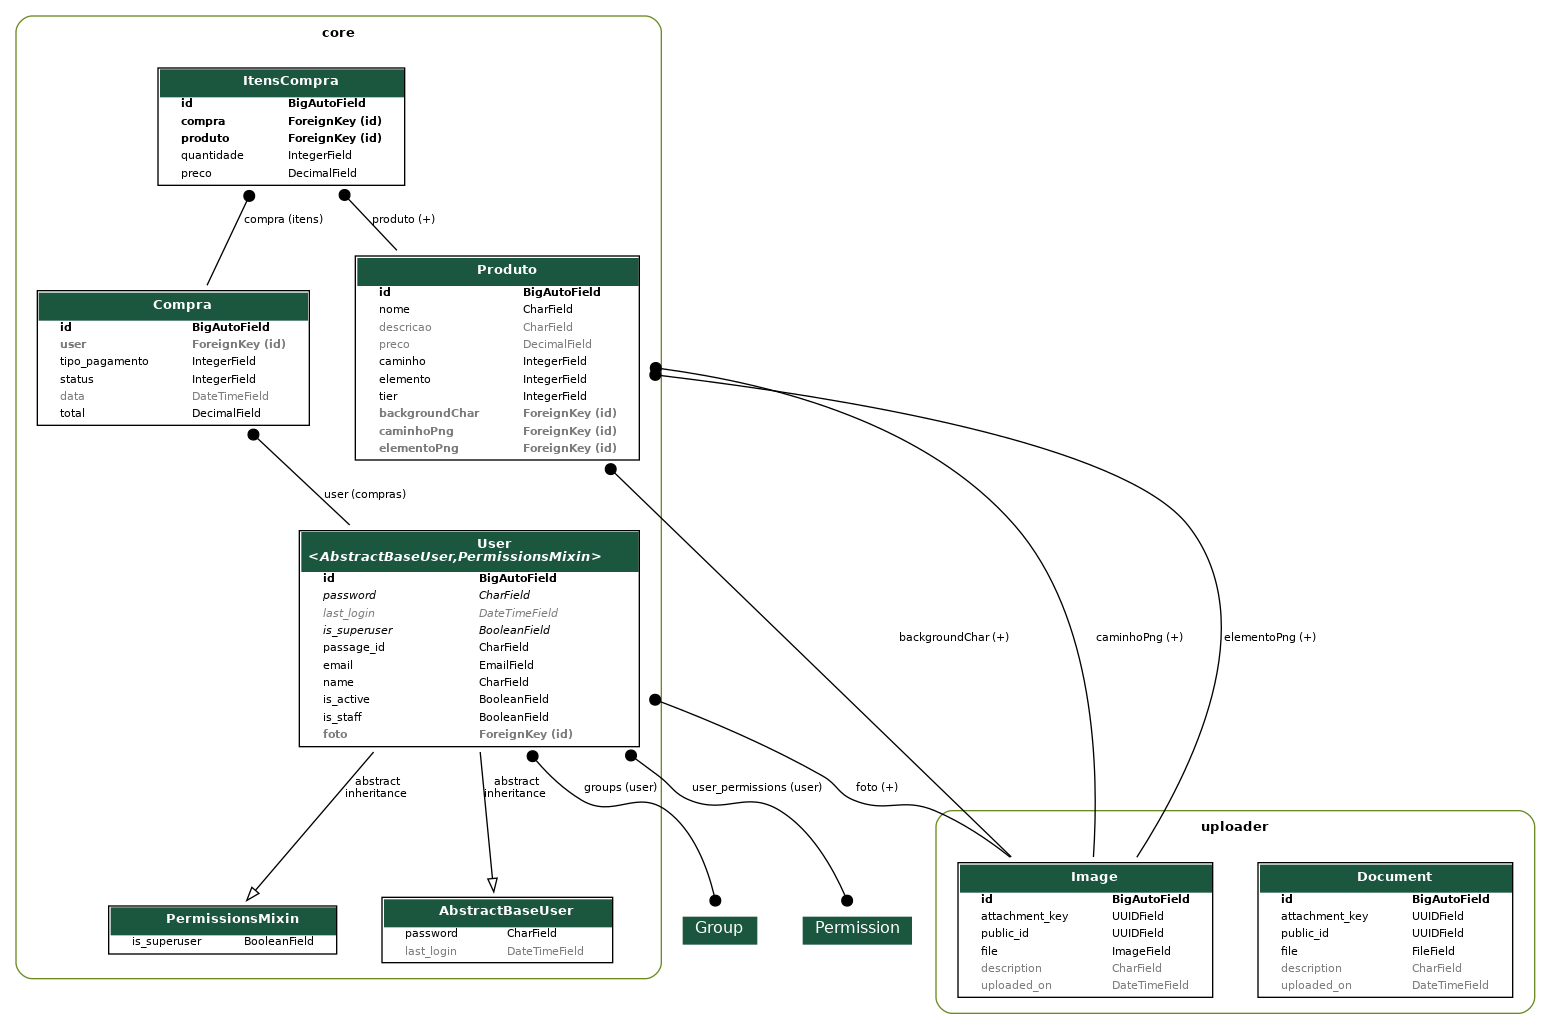 core
ItensCompra
id BigAutoField
compra ForeignKey (id)
produto ForeignKey (id)
quantidade IntegerField
preco DecimalField
compra (itens)
produto (+)
Produto
id BigAutoField
nome CharField
descricao CharField
preco DecimalField
caminho IntegerField
elemento IntegerField
tier IntegerField
backgroundChar ForeignKey (id)
caminhoPng ForeignKey (id)
elementoPng ForeignKey (id)
Compra
id BigAutoField
user ForeignKey (id)
tipo_pagamento IntegerField
status IntegerField
data DateTimeField
total DecimalField
user (compras)
User
<AbstractBaseUser,PermissionsMixin>
id BigAutoField
password CharField
last_login DateTimeField
is_superuser BooleanField
passage_id CharField
email EmailField
name CharField
is_active BooleanField
is_staff BooleanField
foto ForeignKey (id)
backgroundChar (+)
caminhoPng (+)
elementoPng (+)
abstract
inheritance
abstract
inheritance
groups (user)
user_permissions (user)
foto (+)
PermissionsMixin
is_superuser BooleanField
AbstractBaseUser
password CharField
last_login DateTimeField
Group
Permission
uploader
Image
id BigAutoField
attachment_key UUIDField
public_id UUIDField
file ImageField
description CharField
uploaded_on DateTimeField
Document
id BigAutoField
attachment_key UUIDField
public_id UUIDField
file FileField
description CharField
uploaded_on DateTimeField